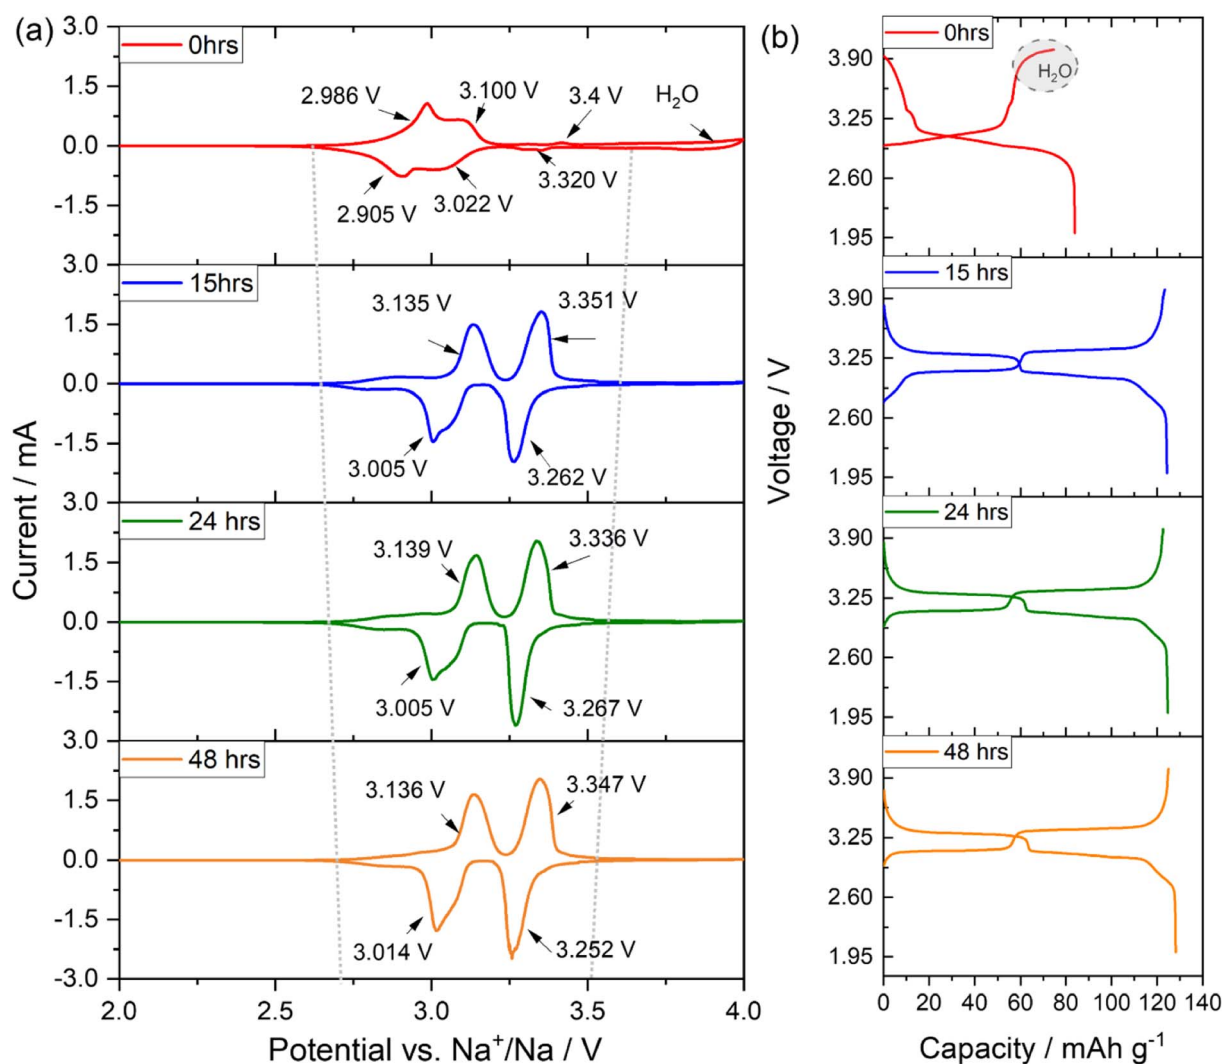 (a)
0hrs
3.0
1.5
0.0
-1.5
2.986 V
3.100 V
3.4 V
H₂O
2.905 V
3.022 V
3.320 V
15hrs
3.0
1.5
0.0
-1.5
3.135 V
3.351 V
3.005 V
3.262 V
24 hrs
3.0
1.5
0.0
-1.5
3.139 V
3.336 V
3.005 V
3.267 V
48 hrs
3.0
1.5
0.0
-1.5
-3.0
3.136 V
3.347 V
3.014 V
3.252 V
2.0 2.5 3.0 3.5 4.0
Current / mA
Potential vs. Na⁺/Na / V
(b)
0hrs
3.90
3.25
2.60
1.95
H₂O
15 hrs
3.90
3.25
2.60
1.95
24 hrs
3.90
3.25
2.60
1.95
48 hrs
3.90
3.25
2.60
1.95
0 20 40 60 80 100 120 140
Voltage / V
Capacity / mAh g⁻¹